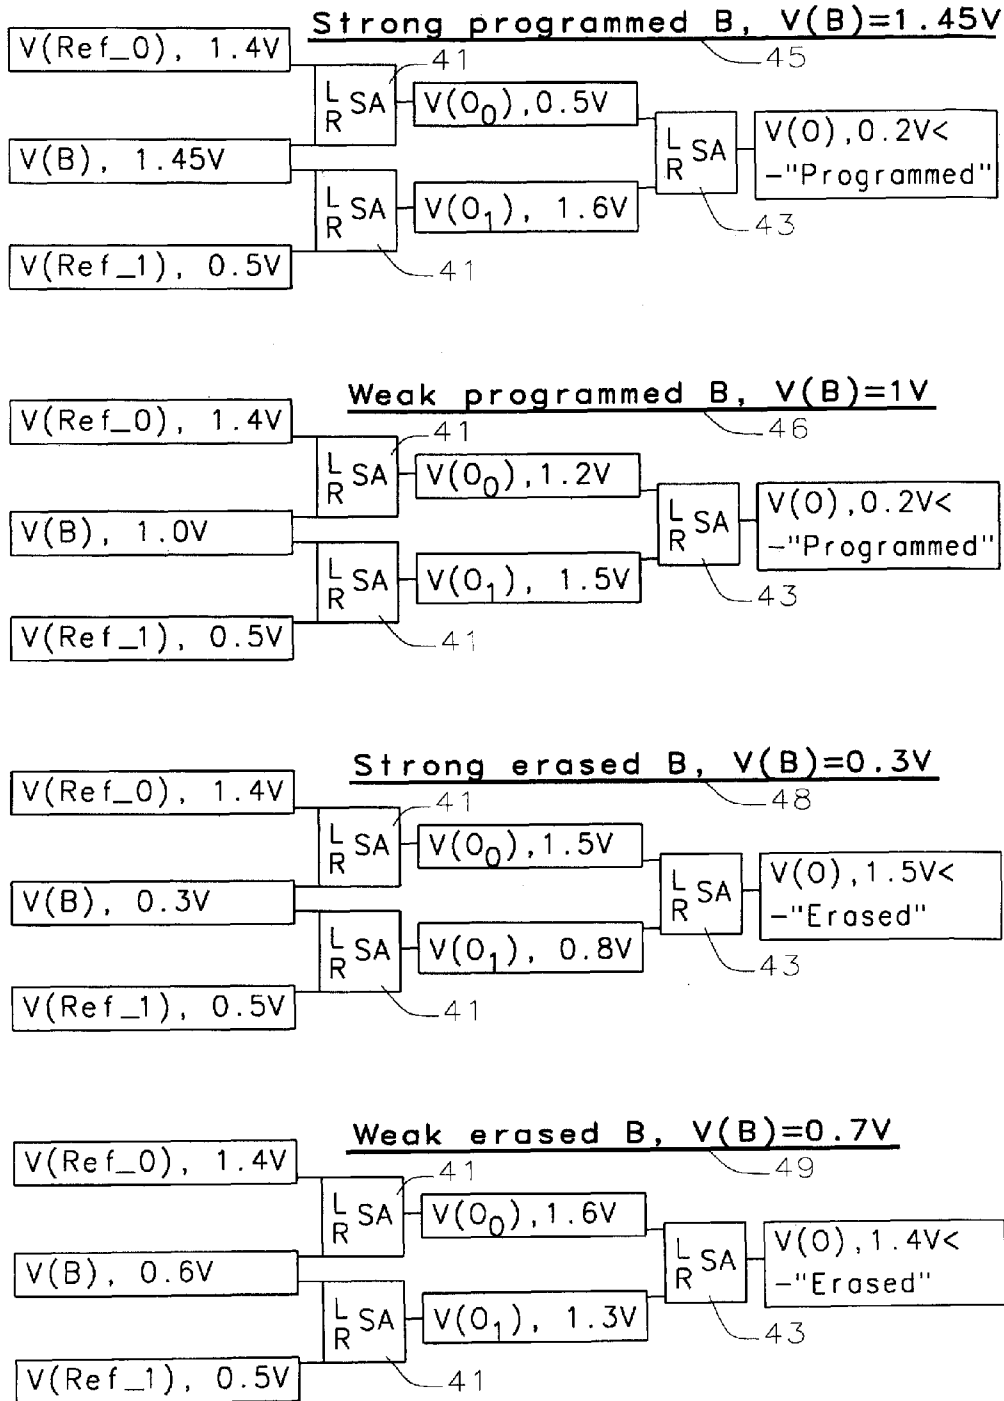 Strong programmed B, V(B)=1.45V
45
V(Ref_0), 1.4V
41
L
R SA
V(O0),0.5V
V(B), 1.45V
L
R SA
V(O1), 1.6V
L
R SA
43
V(O),0.2V<
-"Programmed"
V(Ref_1), 0.5V
41
Weak programmed B, V(B)=1V
46
V(Ref_0), 1.4V
41
L
R SA
V(O0),1.2V
V(B), 1.0V
L
R SA
V(O1), 1.5V
L
R SA
43
V(O),0.2V<
-"Programmed"
V(Ref_1), 0.5V
41
Strong erased B, V(B)=0.3V
48
V(Ref_0), 1.4V
41
L
R SA
V(O0),1.5V
V(B), 0.3V
L
R SA
V(O1), 0.8V
L
R SA
43
V(O),1.5V<
-"Erased"
V(Ref_1), 0.5V
41
Weak erased B, V(B)=0.7V
49
V(Ref_0), 1.4V
41
L
R SA
V(O0),1.6V
V(B), 0.6V
L
R SA
V(O1), 1.3V
L
R SA
43
V(O),1.4V<
-"Erased"
V(Ref_1), 0.5V
41